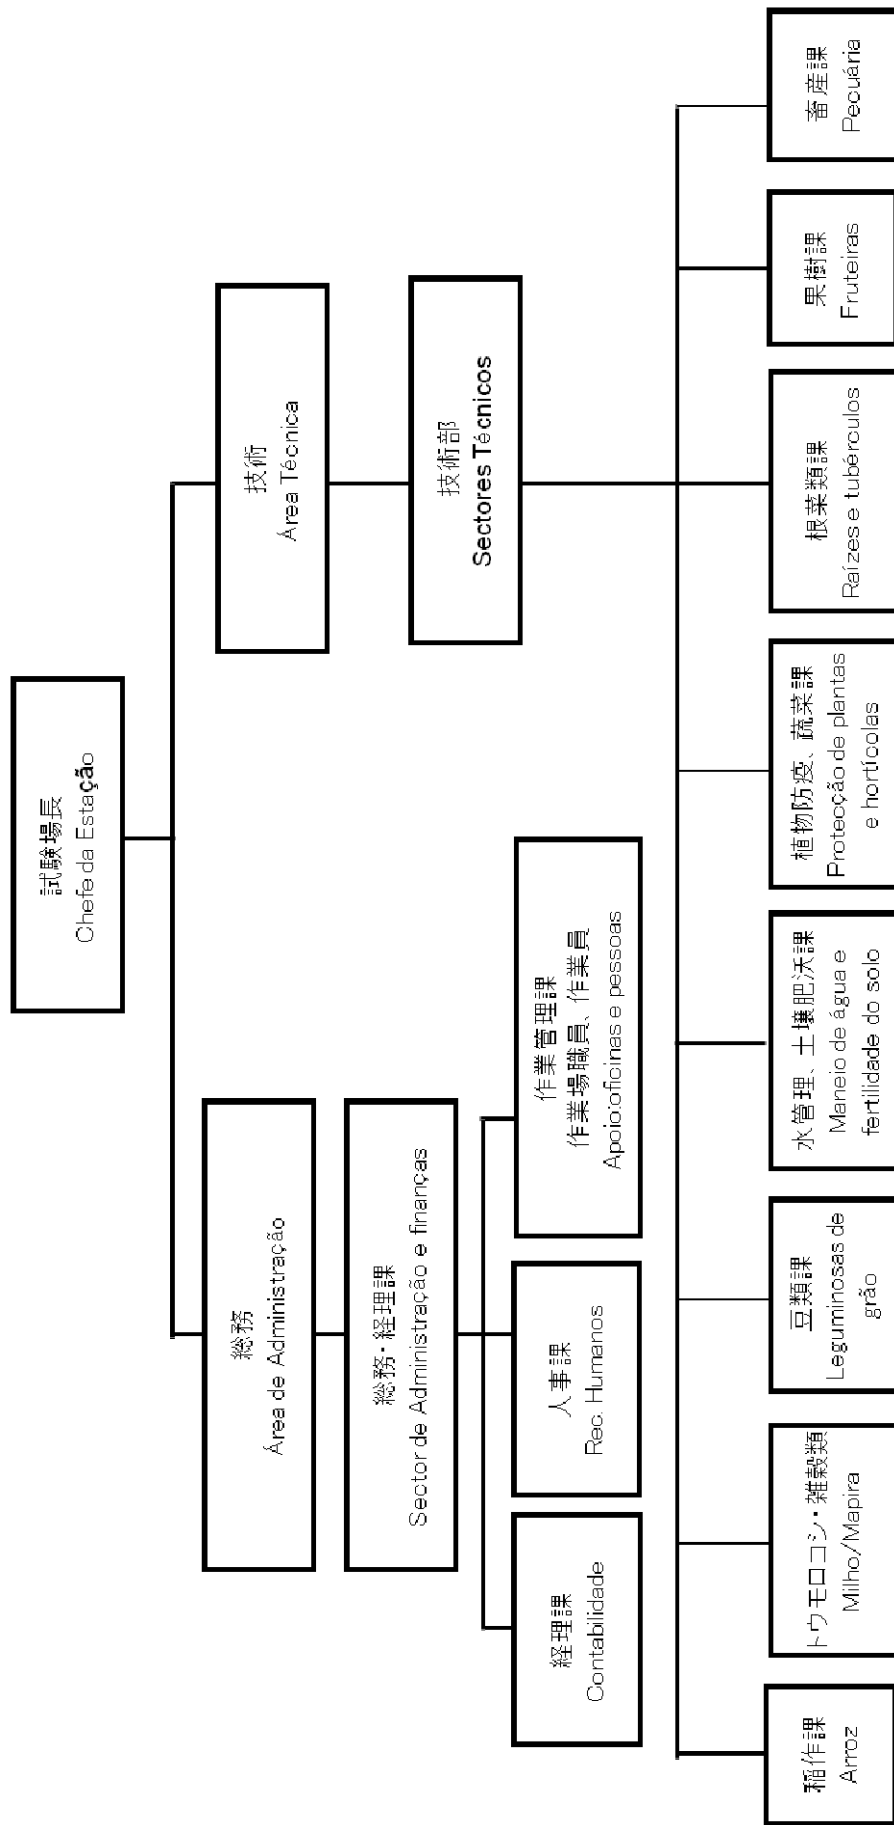 試験場長
Chefe da Estação
総務
Área de Administração
技術
Área Técnica
総務・経理課
Sector de Administração e finanças
技術部
Sectores Técnicos
経理課
Contabilidade
人事課
Rec. Humanos
作業管理課
作業場職員、作業員
Apoio:oficinas e pessoas
稲作課
Arroz
トウモロコシ・雑穀類
Milho/Mapira
豆類課
Leguminosas de
grão
水管理、土壌肥沃課
Maneio de água e
fertilidade do solo
植物防疫、蔬菜課
Protecção de plantas
e hortícolas
根菜類課
Raízes e tubérculos
果樹課
Fruteiras
畜産課
Pecuária